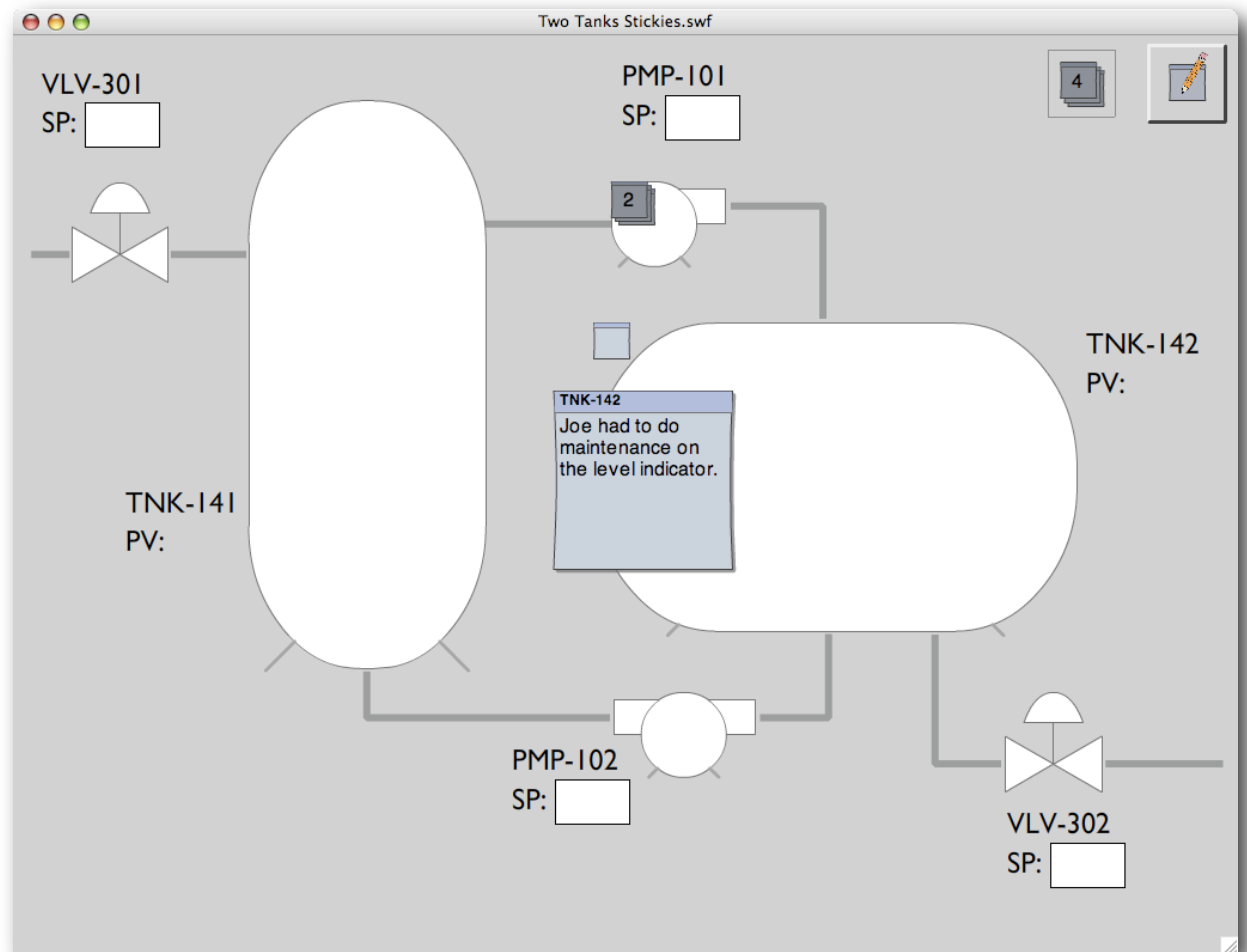 Two Tanks Stickies.swf
VLV-301
SP:
PMP-101
SP:
4
2
TNK-142
PV:
TNK-142
Joe had to do
maintenance on
the level indicator.
TNK-141
PV:
PMP-102
SP:
VLV-302
SP: